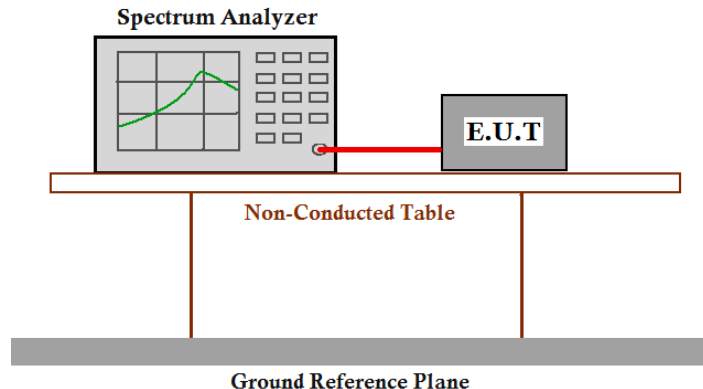 Spectrum Analyzer
E.U.T
Non-Conducted Table
Ground Reference Plane